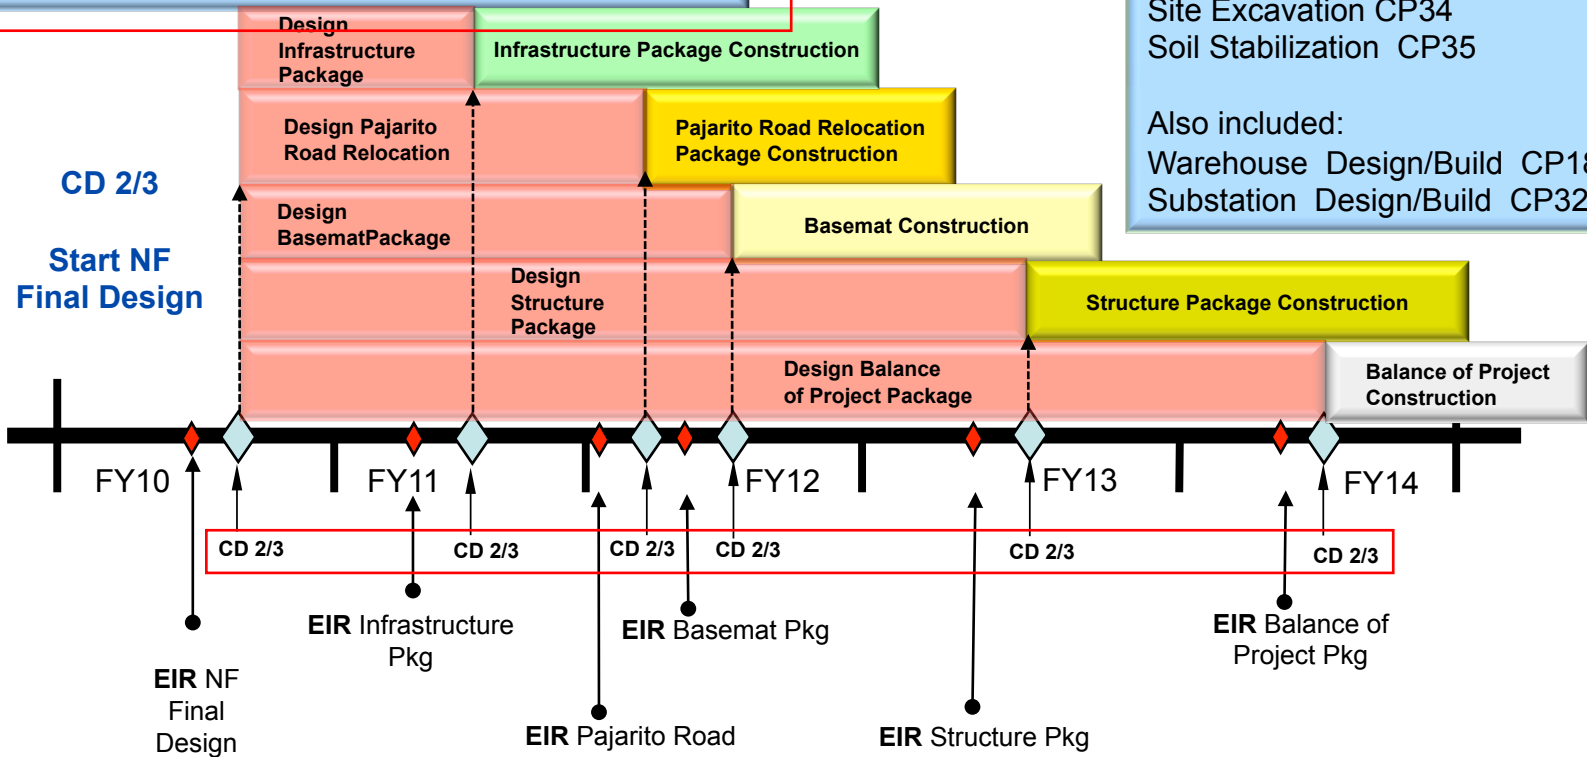 Site Excavation CP34
Soil Stabilization CP35
Also included:
Warehouse Design/Build CP18
Substation Design/Build CP32
Design
Infrastructure
Package
Infrastructure Package Construction
Design Pajarito
Road Relocation
Pajarito Road Relocation
Package Construction
CD 2/3
Start NF
Final Design
Design
BasematPackage
Basemat Construction
Design
Structure
Package
Structure Package Construction
Design Balance
of Project Package
Balance of Project
Construction
FY10
FY11
FY12
FY13
FY14
CD 2/3
CD 2/3
CD 2/3
CD 2/3
CD 2/3
CD 2/3
EIR NF
Final
Design
EIR Infrastructure
Pkg
EIR Pajarito Road
EIR Basemat Pkg
EIR Structure Pkg
EIR Balance of
Project Pkg